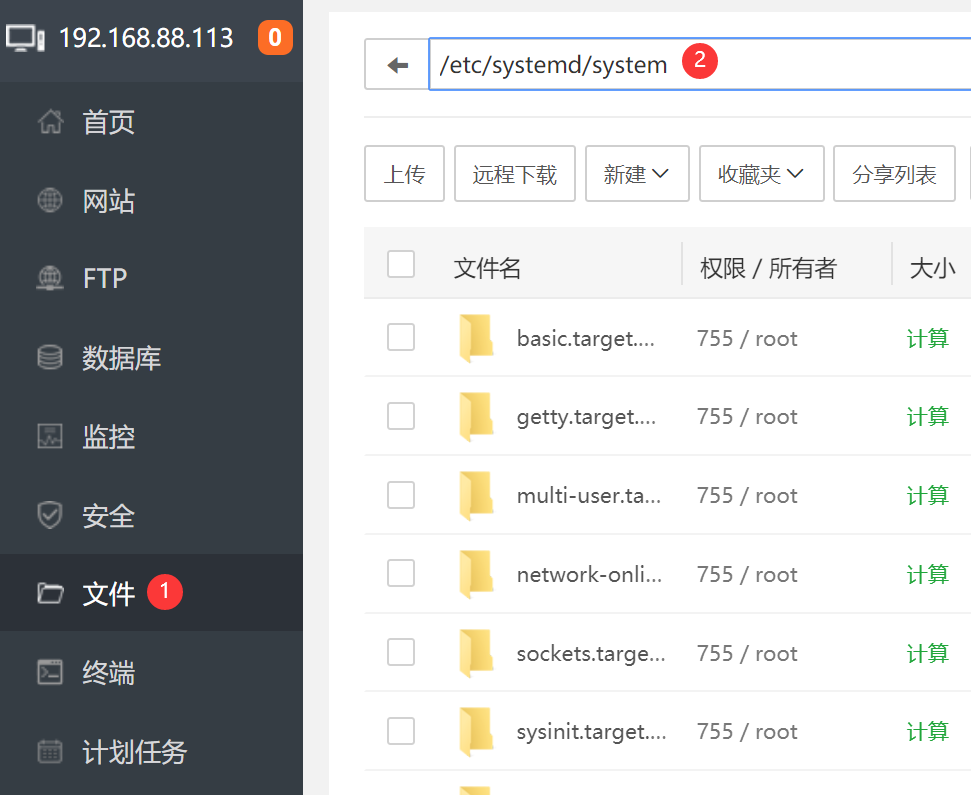 192.168.88.113 0
首页
网站
FTP
数据库
监控
安全
文件 1
终端
计划任务
/etc/systemd/system 2
上传 远程下载 新建 收藏夹 分享列表
文件名 权限 / 所有者 大小
basic.target.... 755 / root 计算
getty.target.... 755 / root 计算
multi-user.ta... 755 / root 计算
network-onli... 755 / root 计算
sockets.targe... 755 / root 计算
sysinit.target.... 755 / root 计算